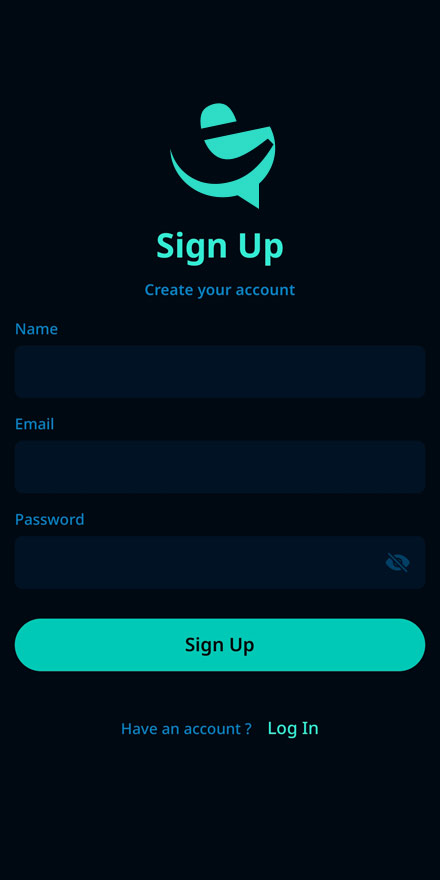 Sign Up
Create your account
Name
Email
Password
Sign Up
Have an account ? Log In